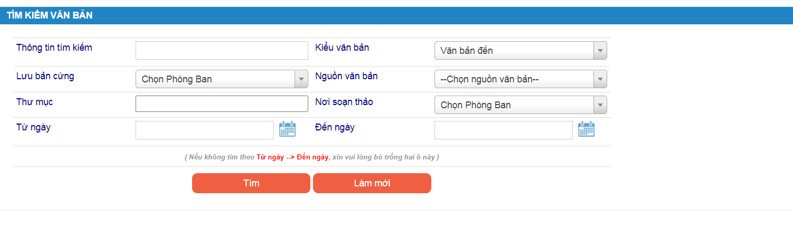 TÌM KIẾM VĂN BẢN
Thông tin tìm kiếm Kiểu văn bản Văn bản đến
Lưu bản cứng Chọn Phòng Ban Nguồn văn bản --Chọn nguồn văn bản--
Thư mục Nơi soạn thảo Chọn Phòng Ban
Từ ngày Đến ngày
( Nếu không tìm theo Từ ngày --> Đến ngày, xin vui lòng bỏ trống hai ô này )
Tìm Làm mới